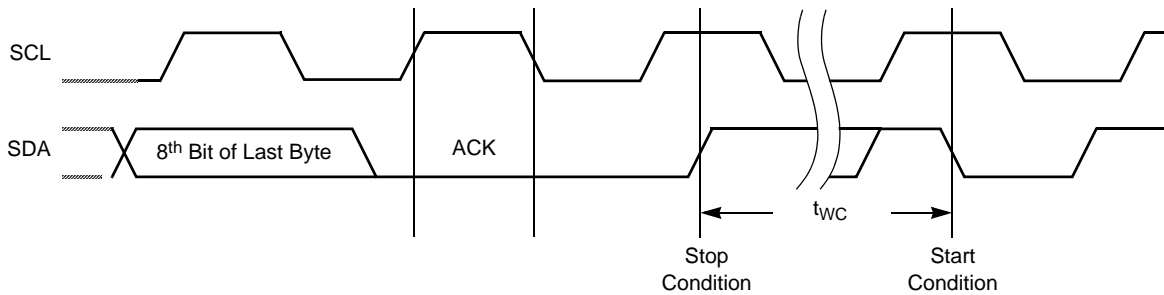 SCL
SDA
8th Bit of Last Byte
ACK
tWC
Stop
Condition
Start
Condition